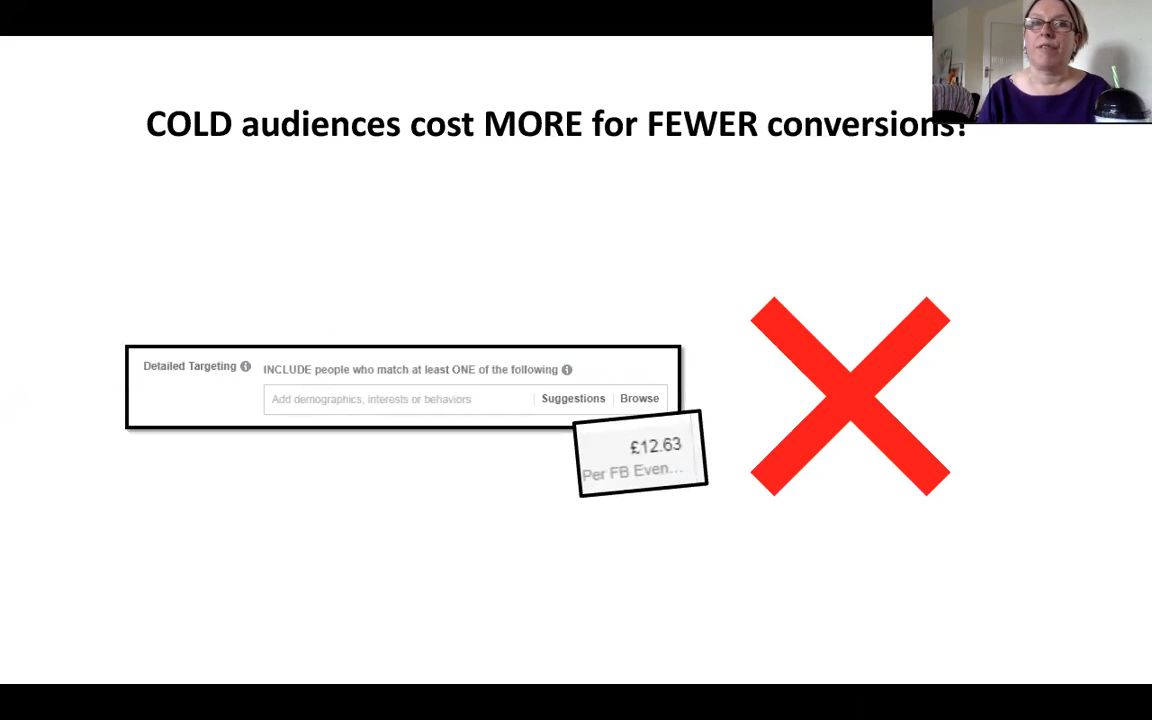 COLD audiences cost MORE for FEWER conversions!
Detailed Targeting
INCLUDE people who match at least ONE of the following
Add demographics, interests or behaviors
Suggestions
Browse
£12.63
Per FB Even...